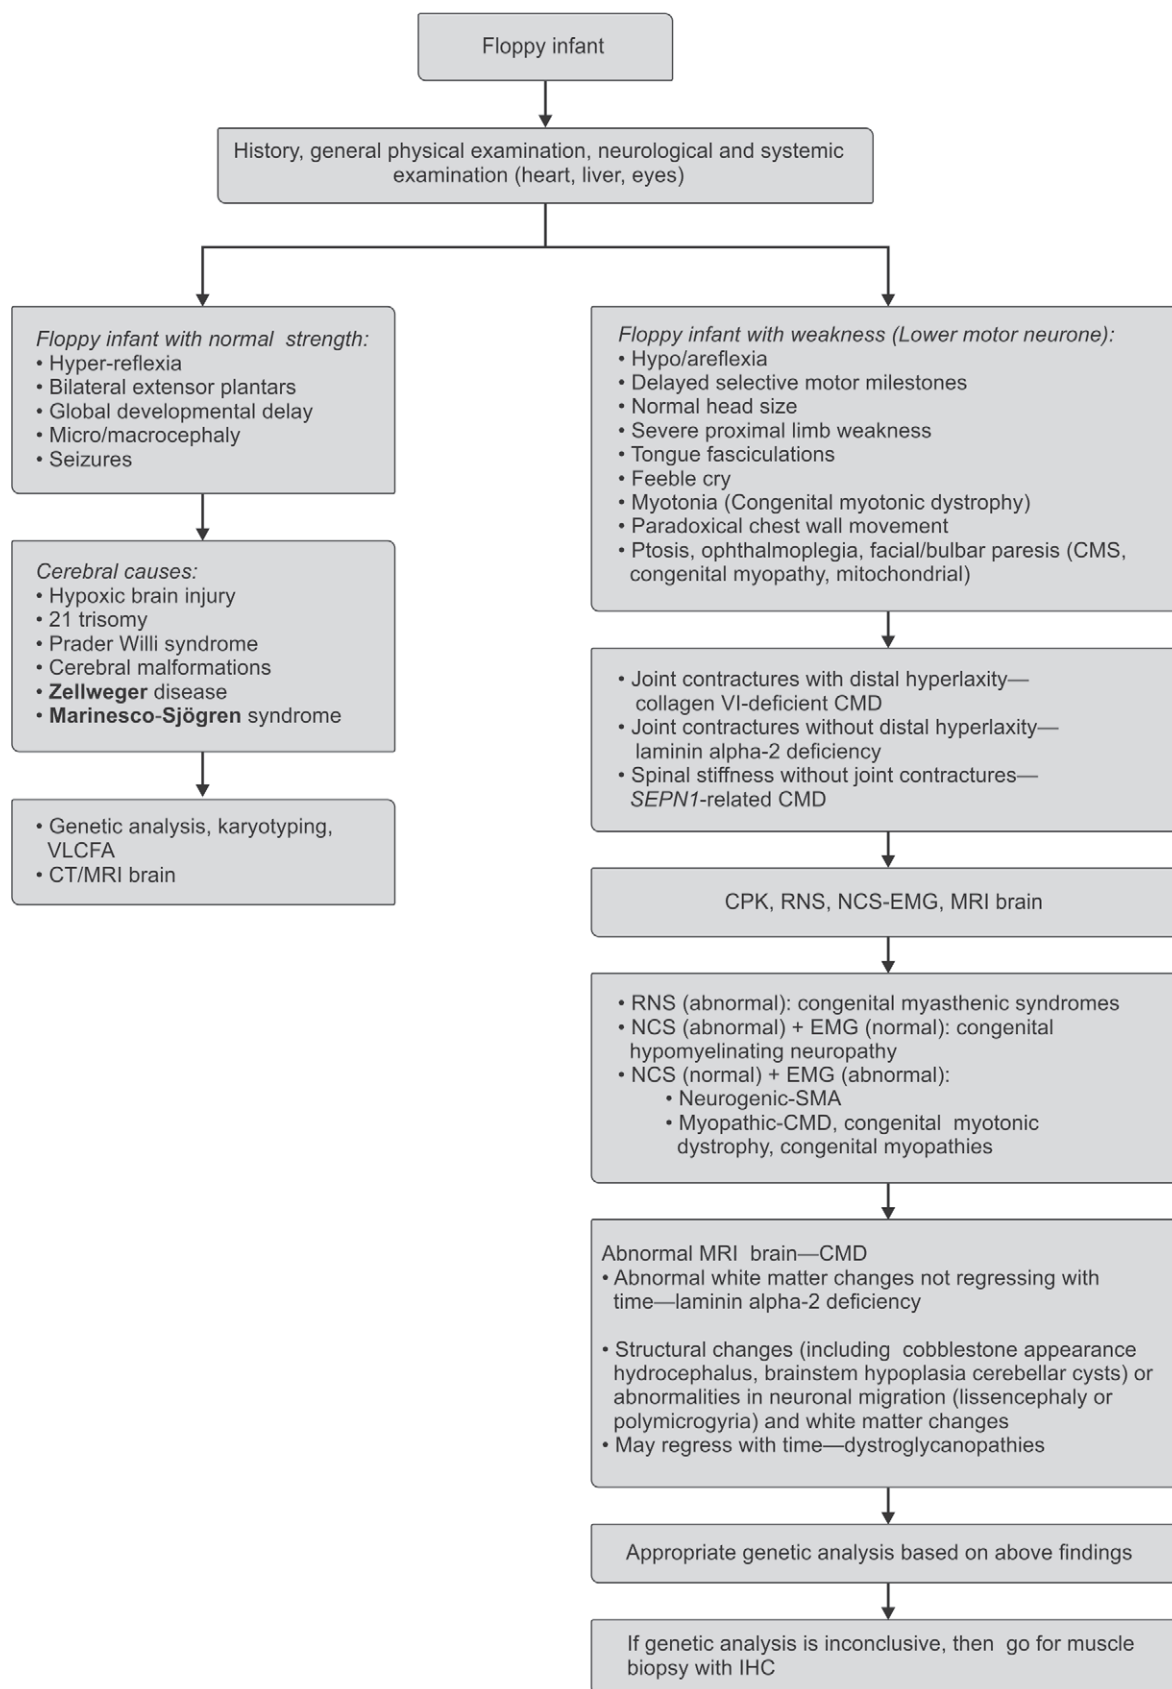 Floppy infant
History, general physical examination, neurological and systemic
examination (heart, liver, eyes)
Floppy infant with normal strength:
• Hyper-reflexia
• Bilateral extensor plantars
• Global developmental delay
• Micro/macrocephaly
• Seizures
Cerebral causes:
• Hypoxic brain injury
• 21 trisomy
• Prader Willi syndrome
• Cerebral malformations
• Zellweger disease
• Marinesco-Sjögren syndrome
• Genetic analysis, karyotyping,
VLCFA
• CT/MRI brain
Floppy infant with weakness (Lower motor neurone):
• Hypo/areflexia
• Delayed selective motor milestones
• Normal head size
• Severe proximal limb weakness
• Tongue fasciculations
• Feeble cry
• Myotonia (Congenital myotonic dystrophy)
• Paradoxical chest wall movement
• Ptosis, ophthalmoplegia, facial/bulbar paresis (CMS,
congenital myopathy, mitochondrial)
• Joint contractures with distal hyperlaxity—
collagen VI-deficient CMD
• Joint contractures without distal hyperlaxity—
laminin alpha-2 deficiency
• Spinal stiffness without joint contractures—
SEPN1-related CMD
CPK, RNS, NCS-EMG, MRI brain
• RNS (abnormal): congenital myasthenic syndromes
• NCS (abnormal) + EMG (normal): congenital
hypomyelinating neuropathy
• NCS (normal) + EMG (abnormal):
• Neurogenic-SMA
• Myopathic-CMD, congenital myotonic
dystrophy, congenital myopathies
Abnormal MRI brain—CMD
• Abnormal white matter changes not regressing with
time—laminin alpha-2 deficiency
• Structural changes (including cobblestone appearance
hydrocephalus, brainstem hypoplasia cerebellar cysts) or
abnormalities in neuronal migration (lissencephaly or
polymicrogyria) and white matter changes
• May regress with time—dystroglycanopathies
Appropriate genetic analysis based on above findings
If genetic analysis is inconclusive, then go for muscle
biopsy with IHC